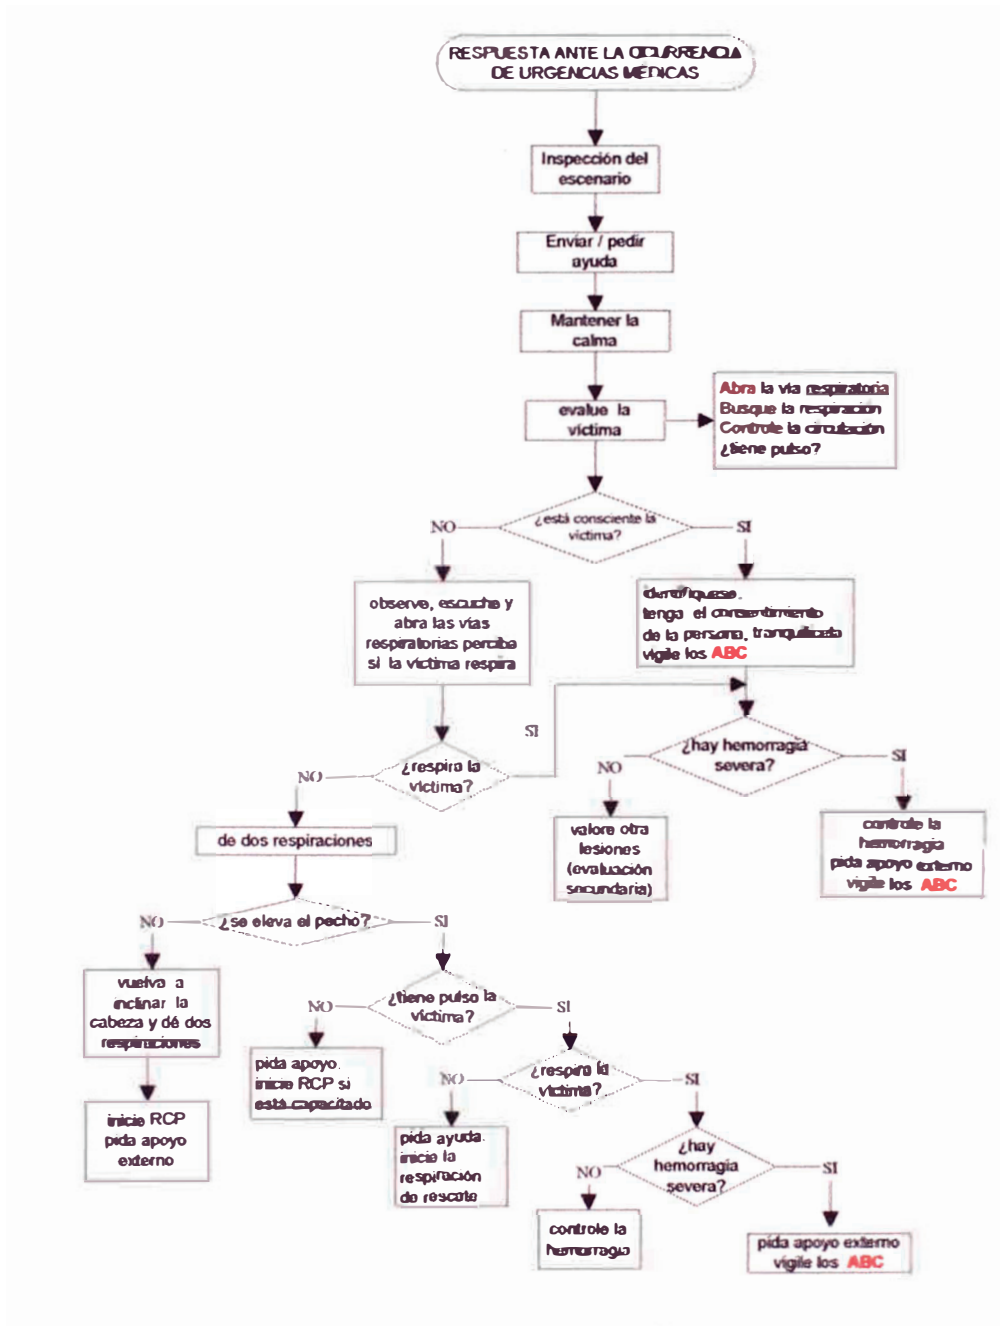 RESPUESTA ANTE LA OCURRENCIA
DE URGENCIAS MÉDICAS
Inspección del
escenario
Enviar / pedir
ayuda
Mantener la
calma
evalue la
víctima
Abra la vía respiratoria
Busque la respiración
Controle la circulación
¿tiene pulso?
¿está consciente la
víctima?
NO
SI
observe, escuche y
abra las vías
respiratorias perciba
si la víctima respira
identifiquese.
tenga el consentimiento
de la persona, tranquilicela
vigile los ABC
SI
¿respira la
víctima?
NO
¿hay hemorragia
severa?
NO
SI
de dos respiraciones
valore otra
lesiones
(evaluación
secundaria)
controle la
hemorragia
pida apoyo externo
vigile los ABC
¿se eleva el pecho?
NO
SI
vuelva a
inclinar la
cabeza y dé dos
respiraciones
inicie RCP
pida apoyo
externo
¿tiene pulso la
víctima?
NO
SI
pida apoyo.
inicie RCP si
está capacitado
¿respira la
víctima?
NO
SI
pida ayuda.
inicie la
respiración
de rescate
¿hay
hemorragia
severa?
NO
SI
controle la
hemorragia
pida apoyo externo
vigile los ABC